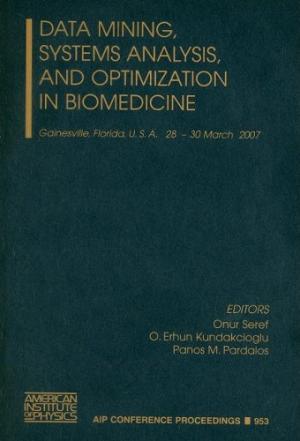 DATA MINING,
SYSTEMS ANALYSIS,
AND OPTIMIZATION
IN BIOMEDICINE
Gainesville, Florida, U.S.A. 28 – 30 March 2007
EDITORS
Onur Seref
O. Erhun Kundakcioglu
Panos M. Pardalos
AMERICAN
INSTITUTE
OF PHYSICS
AIP CONFERENCE PROCEEDINGS ■ 953